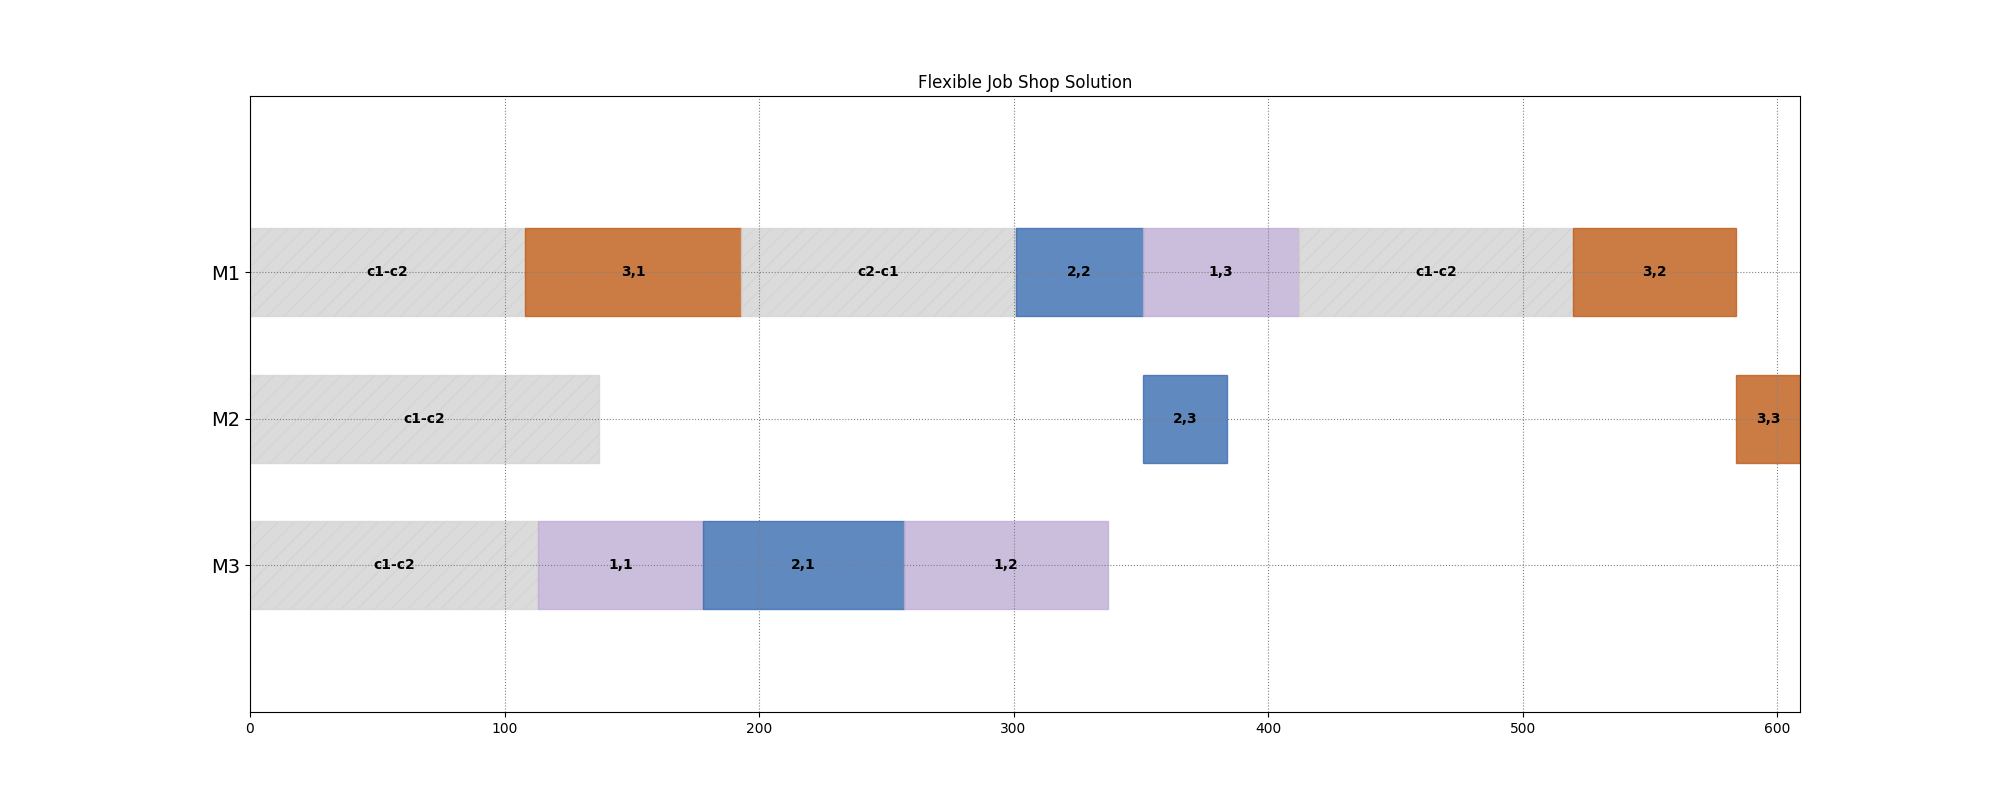 Flexible Job Shop Solution
M1 c1-c2 3,1 c2-c1 2,2 1,3 c1-c2 3,2
M2 c1-c2 2,3 3,3
M3 c1-c2 1,1 2,1 1,2
0 100 200 300 400 500 600